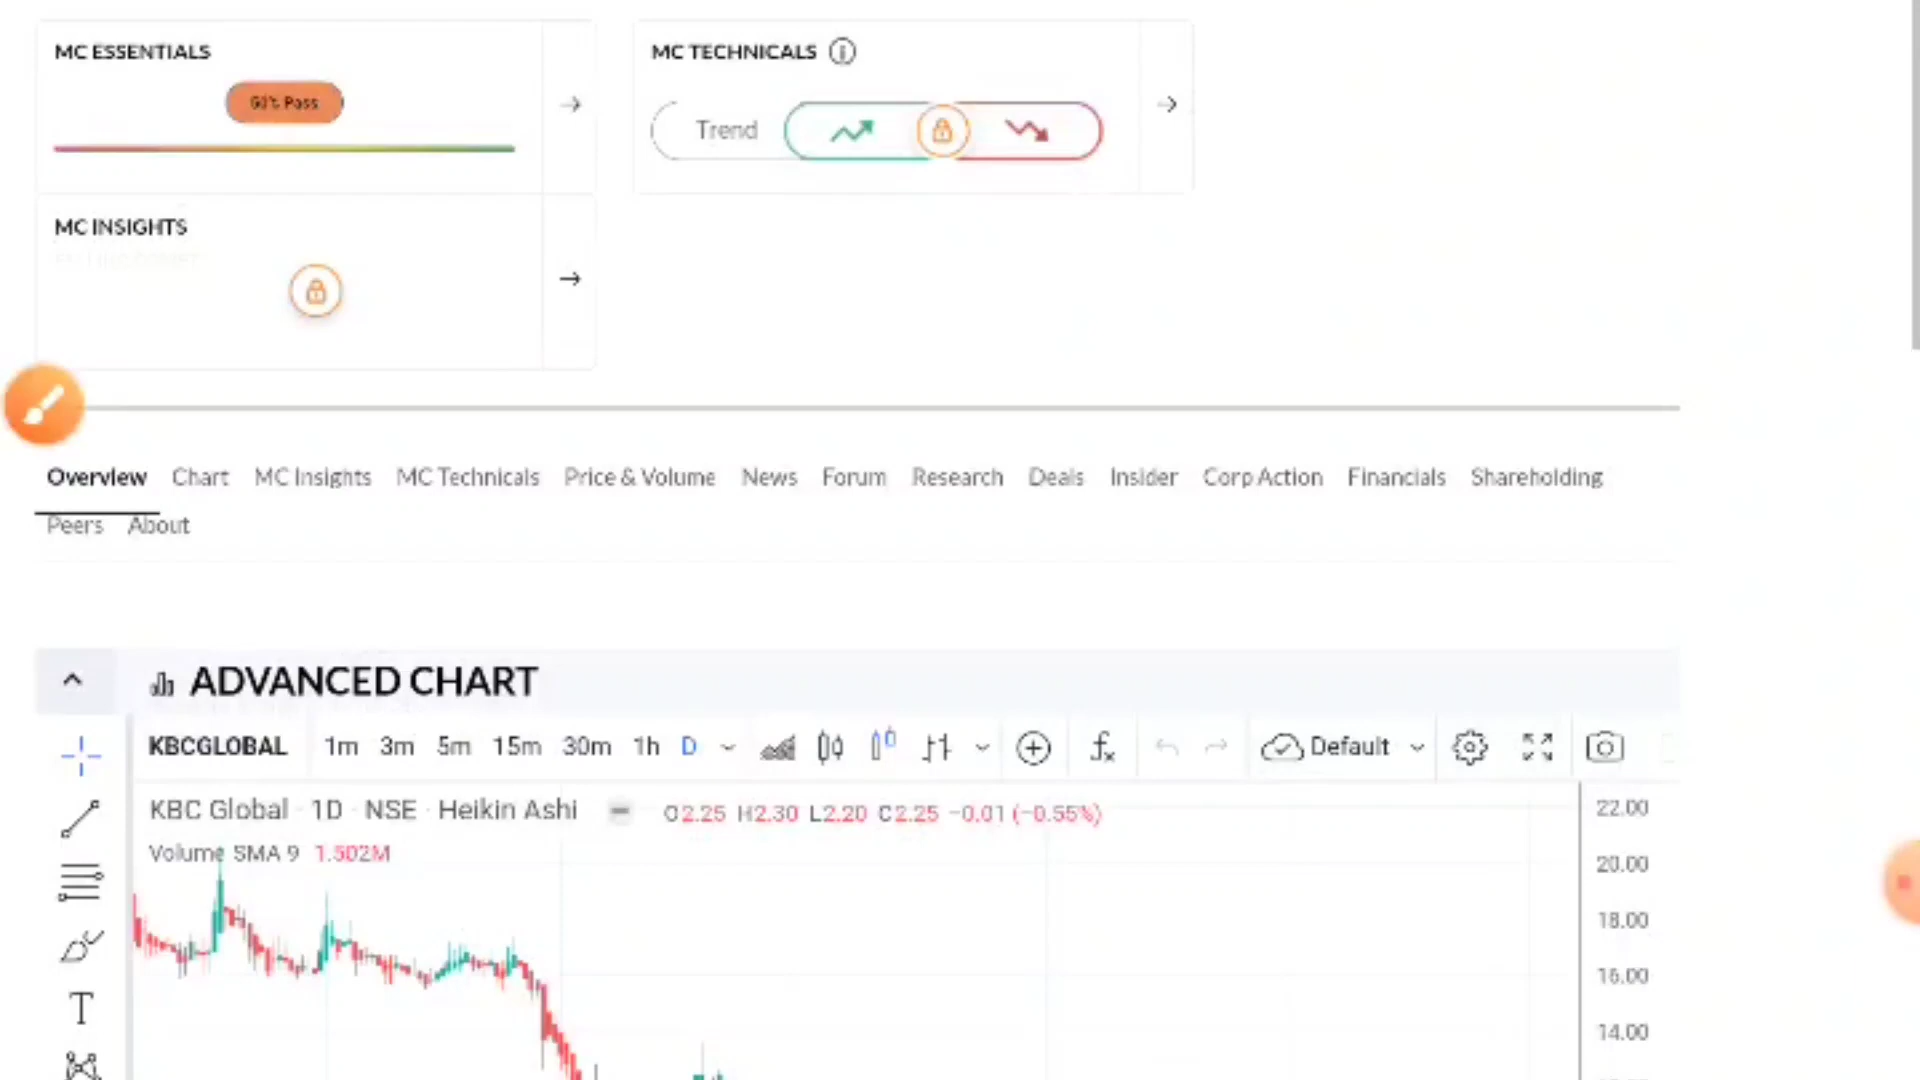 MC ESSENTIALS
MC TECHNICALS
Pass
Trend
MC INSIGHTS
Overview Chart MC Insights MC Technicals Price & Volume News Forum Research Deals Insider Corp Action Financials Shareholding
Peers About
ADVANCED CHART
KBCGLOBAL 1m 3m 5m 15m 30m 1h D Default
KBC Global · 1D · NSE · Heikin Ashi O2.25 H2.30 L2.20 C2.25 −0.01 (−0.55%)
Volume SMA 9 1.502M
22.00
20.00
18.00
16.00
14.00